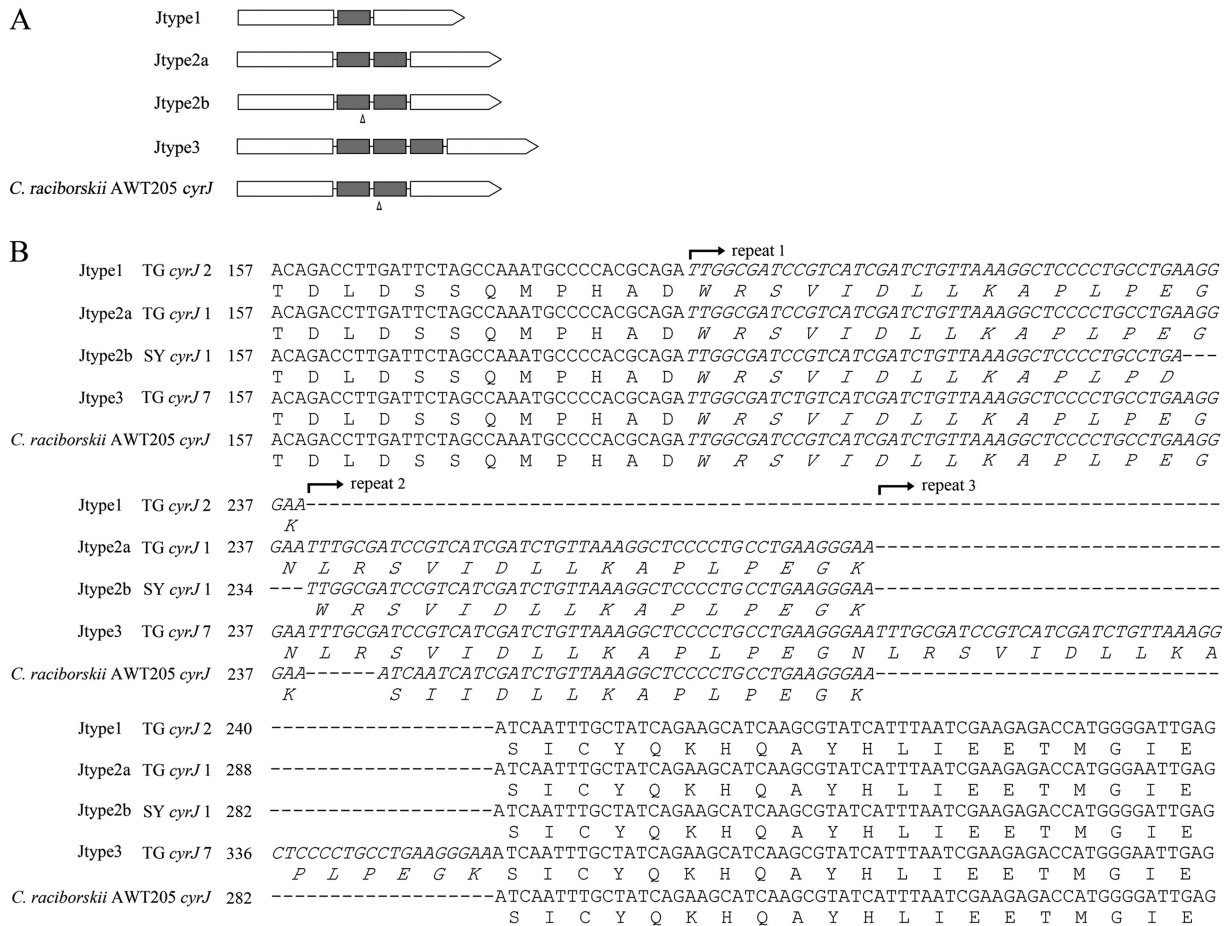 A
Jtype1
Jtype2a
Jtype2b
Jtype3
C. raciborskii AWT205 cyrJ
B
repeat 1
Jtype1 TG cyrJ 2 157 ACAGACCTTGATTCTAGCCAAATGCCCCACGCAGATTGGCGATCCGTCATCGATCTGTTAAAGGCTCCCCTGCCTGAAGG
T D L D S S Q M P H A D W R S V I D L L K A P L P E G
Jtype2a TG cyrJ 1 157 ACAGACCTTGATTCTAGCCAAATGCCCCACGCAGATTGGCGATCCGTCATCGATCTGTTAAAGGCTCCCCTGCCTGAAGG
T D L D S S Q M P H A D W R S V I D L L K A P L P E G
Jtype2b SY cyrJ 1 157 ACAGACCTTGATTCTAGCCAAATGCCCCACGCAGATTGGCGATCCGTCATCGATCTGTTAAAGGCTCCCCTGCCTGA---
T D L D S S Q M P H A D W R S V I D L L K A P L P D
Jtype3 TG cyrJ 7 157 ACAGACCTTGATTCTAGCCAAATGCCCCACGCAGATTGGCGATCTGTCATCGATCTGTTAAAGGCTCCCCTGCCTGAAGG
T D L D S S Q M P H A D W R S V I D L L K A P L P E G
C. raciborskii AWT205 cyrJ 157 ACAGACCTTGATTCTAGCCAAATGCCCCACGCAGATTGGCGATCCGTCATCGATCTGTTAAAGGCTCCCCTGCCTGAAGG
T D L D S S Q M P H A D W R S V I D L L K A P L P E G
repeat 2 repeat 3
Jtype1 TG cyrJ 2 237 GAA-----------------------------------------------------------------------------
K
Jtype2a TG cyrJ 1 237 GAATTTGCGATCCGTCATCGATCTGTTAAAGGCTCCCCTGCCTGAAGGGAA-----------------------------
N L R S V I D L L K A P L P E G K
Jtype2b SY cyrJ 1 234 ---TTGGCGATCCGTCATCGATCTGTTAAAGGCTCCCCTGCCTGAAGGGAA-----------------------------
W R S V I D L L K A P L P E G K
Jtype3 TG cyrJ 7 237 GAATTTGCGATCCGTCATCGATCTGTTAAAGGCTCCCCTGCCTGAAGGGAATTTGCGATCCGTCATCGATCTGTTAAAGG
N L R S V I D L L K A P L P E G N L R S V I D L L K A
C. raciborskii AWT205 cyrJ 237 GAA------ATCAATCATCGATCTGTTAAAGGCTCCCCTGCCTGAAGGGAA-----------------------------
K S I I D L L K A P L P E G K
Jtype1 TG cyrJ 2 240 -------------------ATCAATTTGCTATCAGAAGCATCAAGCGTATCATTTAATCGAAGAGACCATGGGGATTGAG
S I C Y Q K H Q A Y H L I E E T M G I E
Jtype2a TG cyrJ 1 288 -------------------ATCAATTTGCTATCAGAAGCATCAAGCGTATCATTTAATCGAAGAGACCATGGGAATTGAG
S I C Y Q K H Q A Y H L I E E T M G I E
Jtype2b SY cyrJ 1 282 -------------------ATCAATTTGCTATCAGAAGCATCAAGCGTATCATTTAATCGAAGAGACCATGGGGATTGAG
S I C Y Q K H Q A Y H L I E E T M G I E
Jtype3 TG cyrJ 7 336 CTCCCCTGCCTGAAGGGAAATCAATTTGCTATCAGAAGCATCAAGCGTATCATTTAATCGAAGAGACCATGGGAATTGAG
P L P E G K S I C Y Q K H Q A Y H L I E E T M G I E
C. raciborskii AWT205 cyrJ 282 -------------------ATCAATTTGCTATCAGAAGCATCAAGCGTATCATTTAATCGAAGAGACCATGGGGATTGAG
S I C Y Q K H Q A Y H L I E E T M G I E